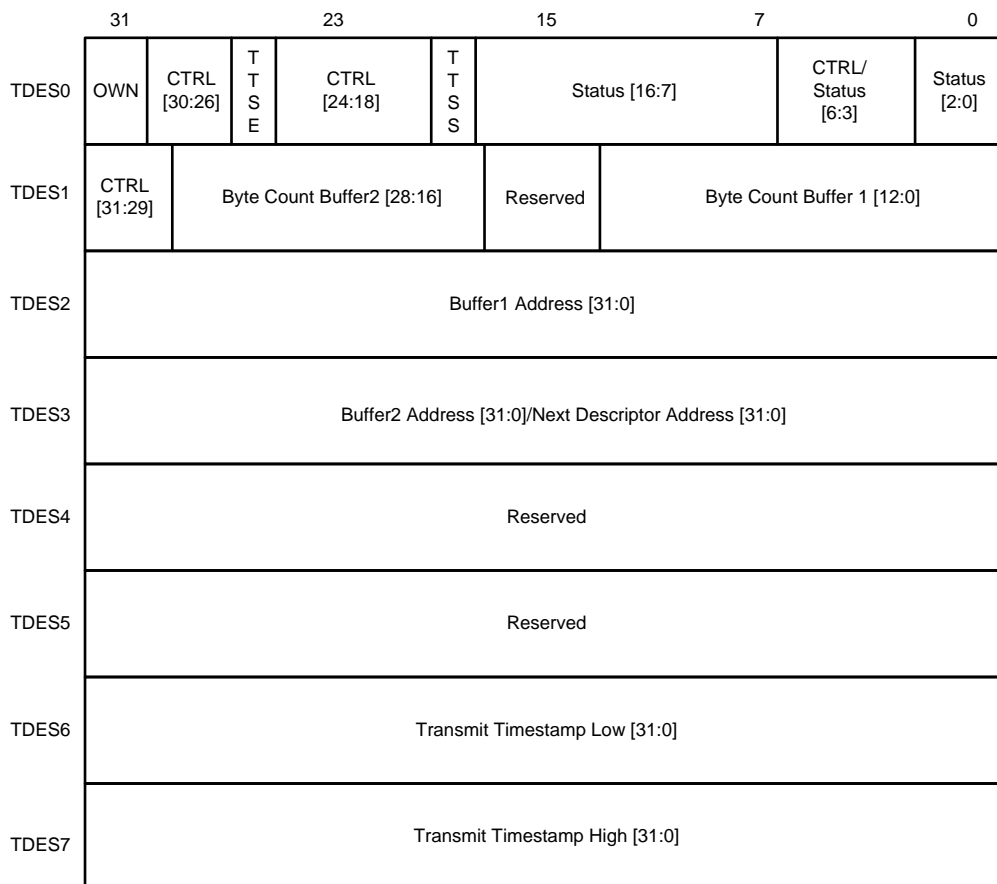 31 23 15 7 0
TDES0 OWN CTRL [30:26] TTSE CTRL [24:18] TTSS Status [16:7] CTRL/ Status [6:3] Status [2:0]
TDES1 CTRL [31:29] Byte Count Buffer2 [28:16] Reserved Byte Count Buffer 1 [12:0]
TDES2 Buffer1 Address [31:0]
TDES3 Buffer2 Address [31:0]/Next Descriptor Address [31:0]
TDES4 Reserved
TDES5 Reserved
TDES6 Transmit Timestamp Low [31:0]
TDES7 Transmit Timestamp High [31:0]